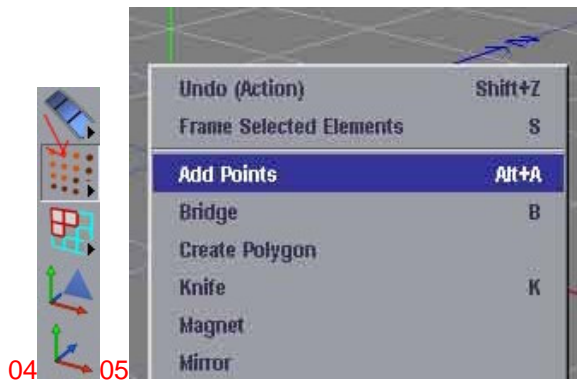 Undo (Action) Shift+Z
Frame Selected Elements S
Add Points Alt+A
Bridge B
Create Polygon
Knife K
Magnet
Mirror
04 05